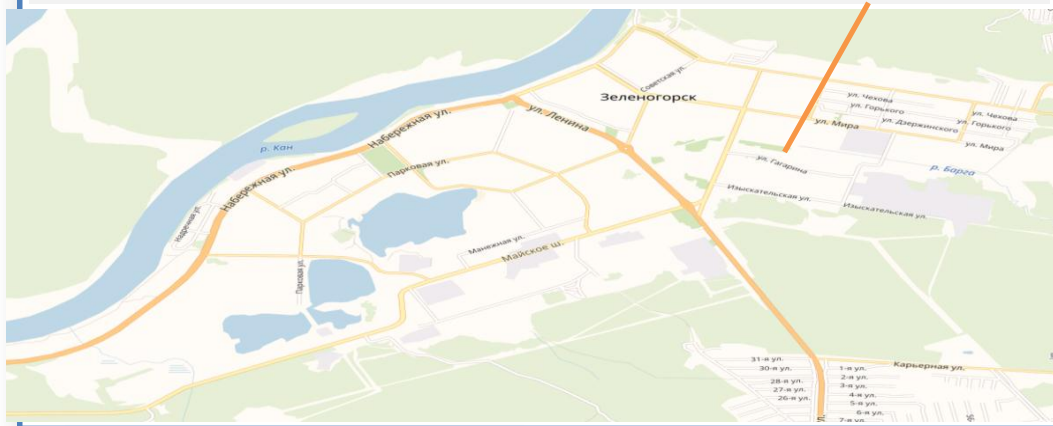 Советская ул.
Зеленогорск
ул. Чехова
ул. Горького
ул. Чехова
ул. Ленина
Набережная ул.
ул. Мира
ул. Дзержинского
ул. Горького
р. Кан
ул. Мира
Парковая ул.
ул. Гагарина
р. Барга
Набережная ул.
Изыскательская ул.
Изыскательская ул.
Надречная ул.
Манежная ул.
Майское ш.
Парковая ул.
31-я ул.
30-я ул.
Карьерная ул.
1-я ул.
28-я ул.
2-я ул.
27-я ул.
3-я ул.
26-я ул.
4-я ул.
5-я ул.
6-я ул.
7-я ул.